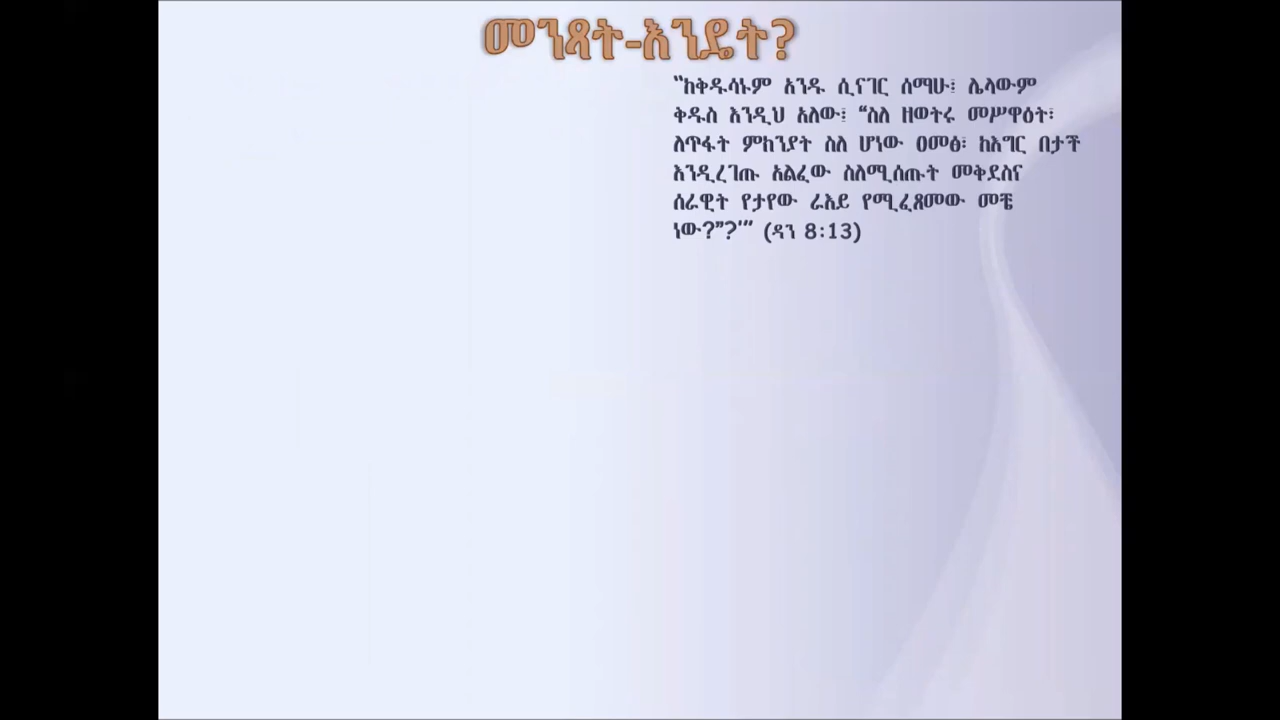 መንጻት-እንዴት?
“ከቅዱሳኑም አንዱ ሲናገር ሰማሁ፤ ሌላውም
ቅዱስ እንዲህ አለው፤ “ስለ ዘወትሩ መሥዋዕት፣
ለጥፋት ምክንያት ስለ ሆነው ዐመፅ፣ ከእግር በታች
እንዲረገጡ አልፈው ስለሚሰጡት መቅደስና
ሰራዊት የታየው ራእይ የሚፈጸመው መቼ
ነው?”?’” (ዳን 8:13)